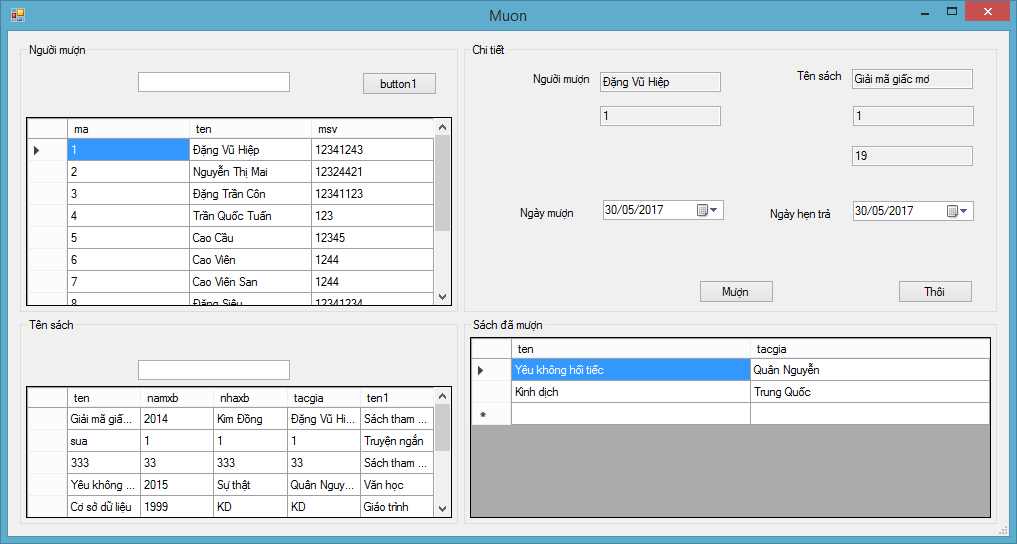 Muon
Người mượn
button1
ma ten msv
1 Đặng Vũ Hiệp 12341243
2 Nguyễn Thị Mai 12324421
3 Đặng Trần Côn 12341123
4 Trần Quốc Tuấn 123
5 Cao Cầu 12345
6 Cao Viên 1244
7 Cao Viên San 1244
8 Đặng Siêu 12341234
Chi tiết
Người mượn Đặng Vũ Hiệp Tên sách Giải mã giấc mơ
1 1
19
Ngày mượn 30/05/2017 Ngày hẹn trả 30/05/2017
Mượn Thôi
Tên sách
ten namxb nhaxb tacgia ten1
Giải mã giấ... 2014 Kim Đồng Đặng Vũ Hi... Sách tham ...
sua 1 1 1 Truyện ngắn
333 33 333 33 Sách tham ...
Yêu không ... 2015 Sự thật Quân Nguy... Văn học
Cơ sở dữ liệu 1999 KD KD Giáo trình
Sách đã mượn
ten tacgia
Yêu không hối tiếc Quân Nguyễn
Kinh dịch Trung Quốc